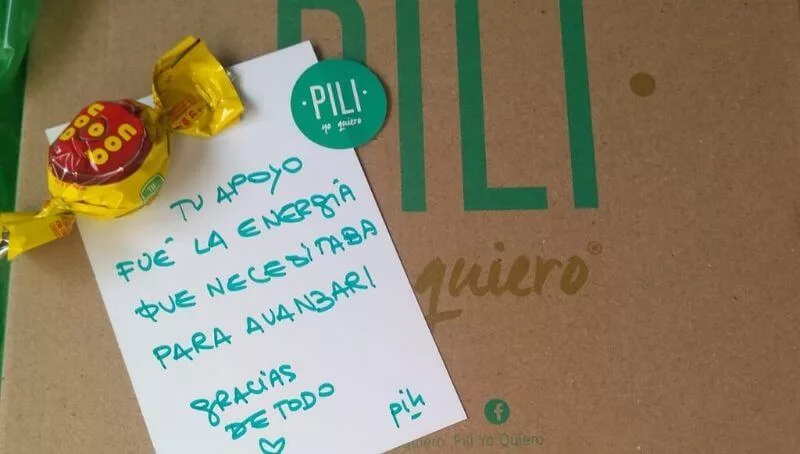 PILI
quiero®
quiero Pili Yo Quiero
bon
o
bon
·PILI·
yo quiero
TU APOYO
FUÉ LA ENERGÍA
QUE NECESITABA
PARA AVANZAR!
GRACIAS
DE TODO
pili